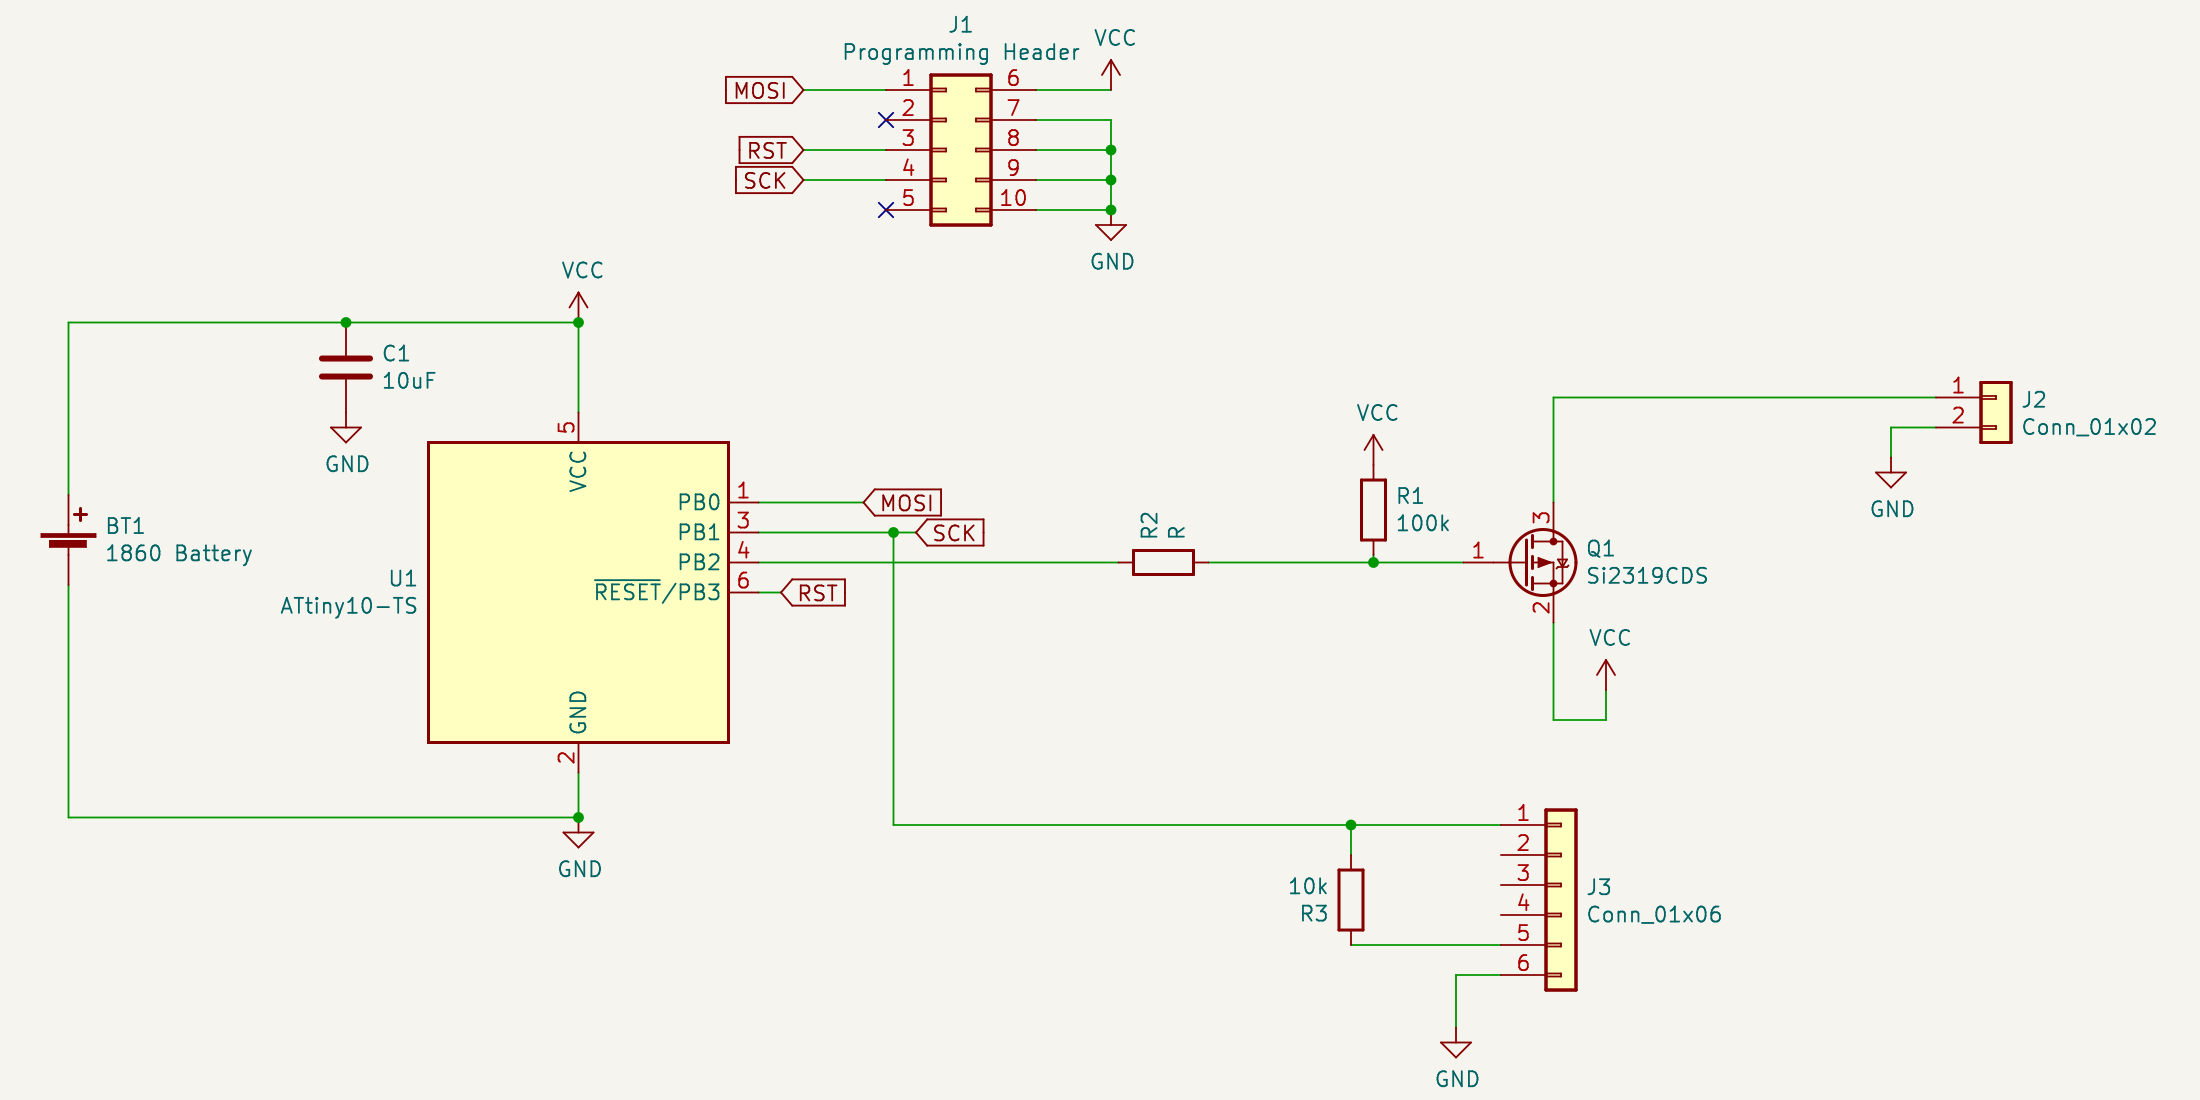 J1
Programming Header
VCC
MOSI
1
6
2
7
RST
3
8
SCK
4
9
5
10
GND
VCC
C1
10uF
GND
BT1
1860 Battery
U1
ATtiny10-TS
5
VCC
PB0
1
MOSI
PB1
3
SCK
PB2
4
RESET/PB3
6
RST
GND
2
GND
R2
R
VCC
R1
100k
1
3
Q1
Si2319CDS
2
VCC
1
2
J2
Conn_01x02
GND
10k
R3
1
2
3
4
5
6
J3
Conn_01x06
GND